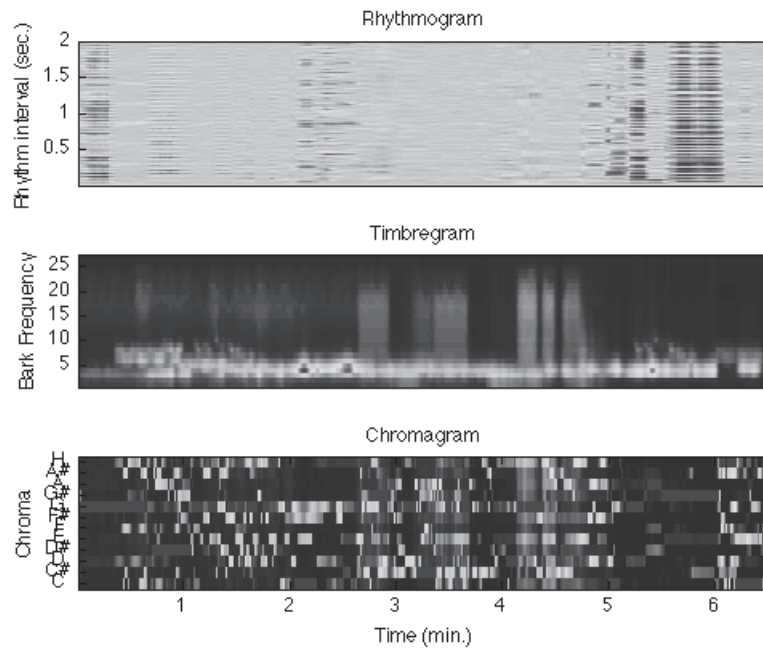 Rhythmogram
Rhythm interval (sec.)
2
1.5
1
0.5
Timbregram
Bark Frequency
25
20
15
10
5
Chromagram
Chroma
H
A#
A
G#
G
F#
F
E
D#
D
C#
C
1 2 3 4 5 6
Time (min.)